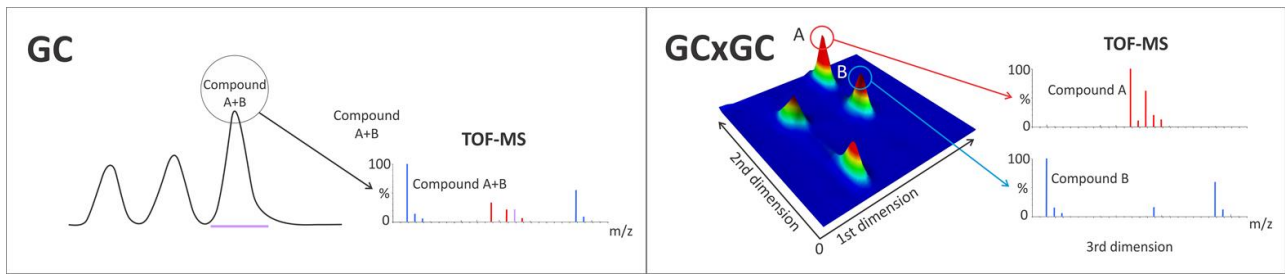 GC
Compound
A+B
Compound
A+B
TOF-MS
100
%
0
Compound A+B
m/z
GCxGC
A
B
2nd dimension
1st dimension
0
TOF-MS
100
%
0
Compound A
100
%
0
Compound B
m/z
3rd dimension